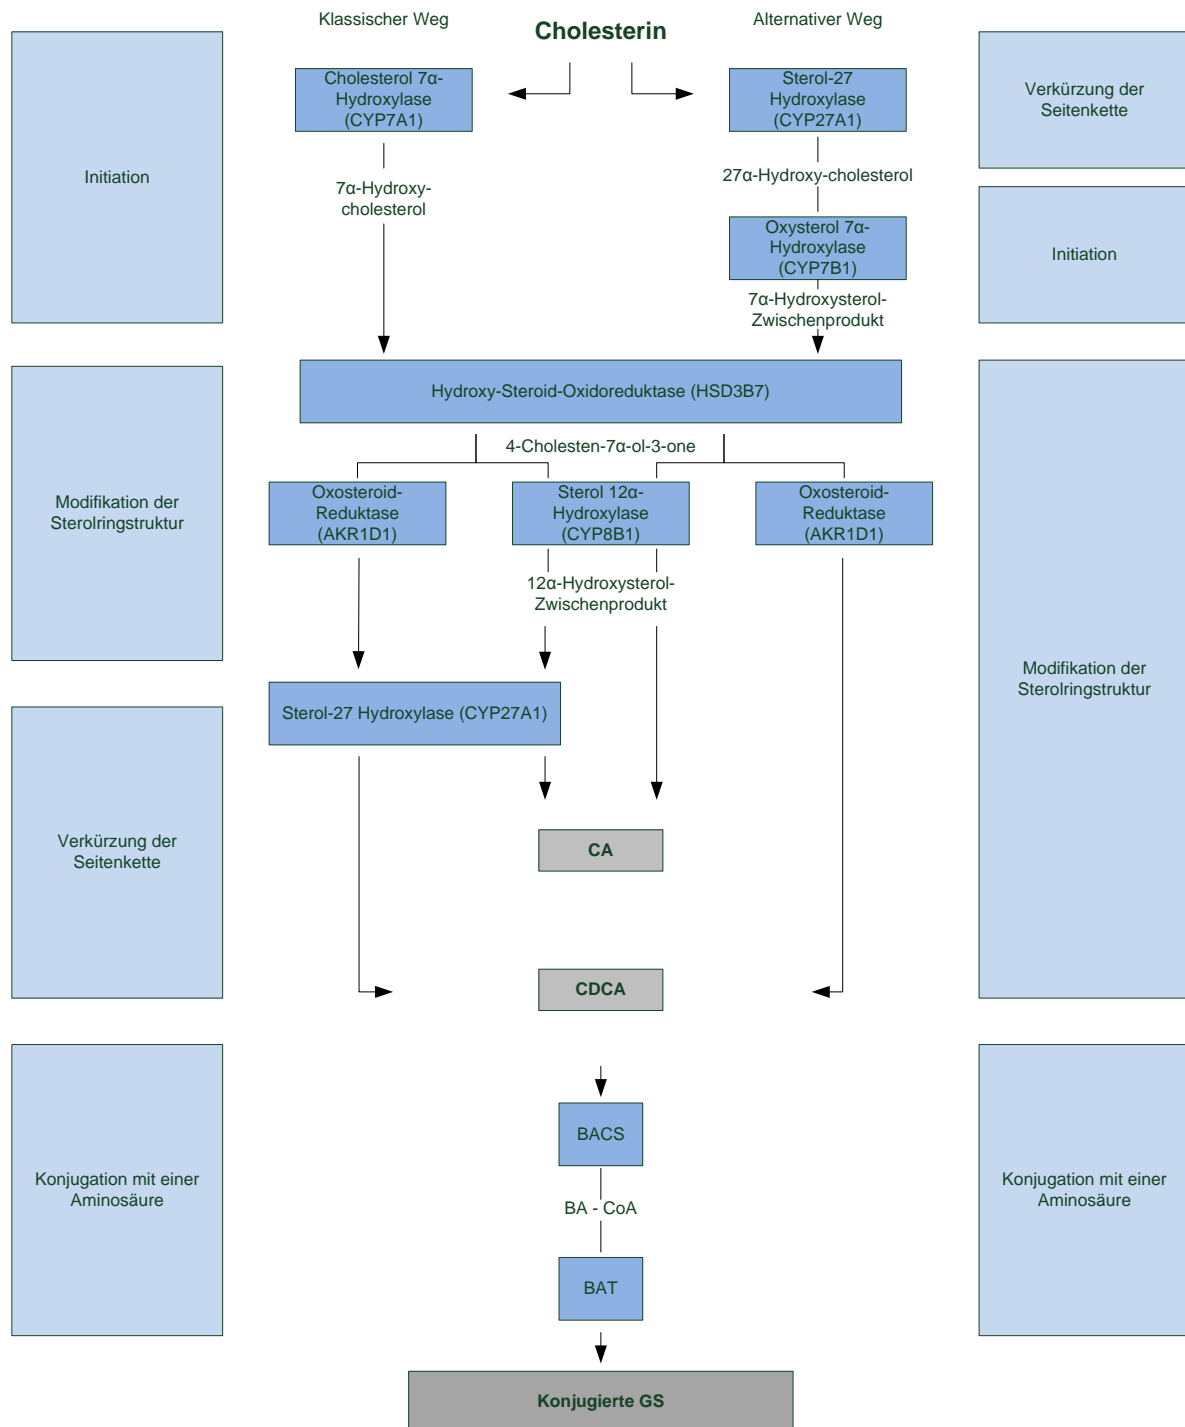 Klassischer Weg
Cholesterin
Alternativer Weg
Cholesterol 7α-
Hydroxylase
(CYP7A1)
Sterol-27
Hydroxylase
(CYP27A1)
Verkürzung der
Seitenkette
Initiation
7α-Hydroxy-
cholesterol
27α-Hydroxy-cholesterol
Oxysterol 7α-
Hydroxylase
(CYP7B1)
Initiation
7α-Hydroxysterol-
Zwischenprodukt
Hydroxy-Steroid-Oxidoreduktase (HSD3B7)
4-Cholesten-7α-ol-3-one
Modifikation der
Sterolringstruktur
Oxosteroid-
Reduktase
(AKR1D1)
Sterol 12α-
Hydroxylase
(CYP8B1)
Oxosteroid-
Reduktase
(AKR1D1)
12α-Hydroxysterol-
Zwischenprodukt
Modifikation der
Sterolringstruktur
Sterol-27 Hydroxylase (CYP27A1)
Verkürzung der
Seitenkette
CA
CDCA
BACS
Konjugation mit einer
Aminosäure
BA - CoA
Konjugation mit einer
Aminosäure
BAT
Konjugierte GS